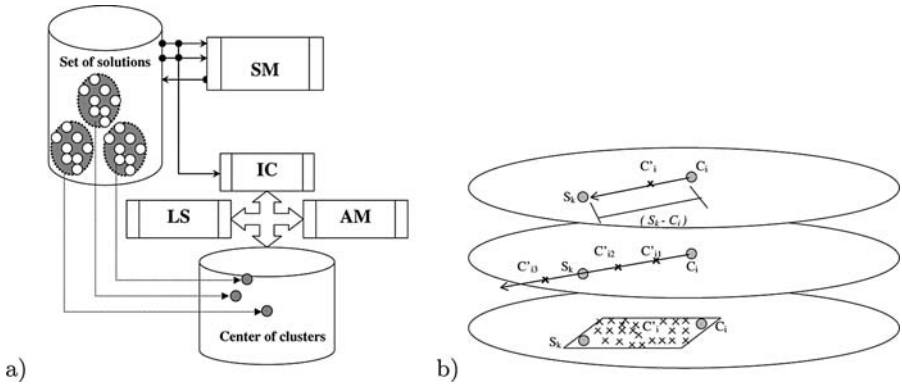 Set of solutions
SM
IC
LS
AM
Center of clusters
a)
C'i
Ci
Sk
( Sk - Ci )
C'i3
Sk
C'i2
C'i1
Ci
C'i
Ci
Sk
b)